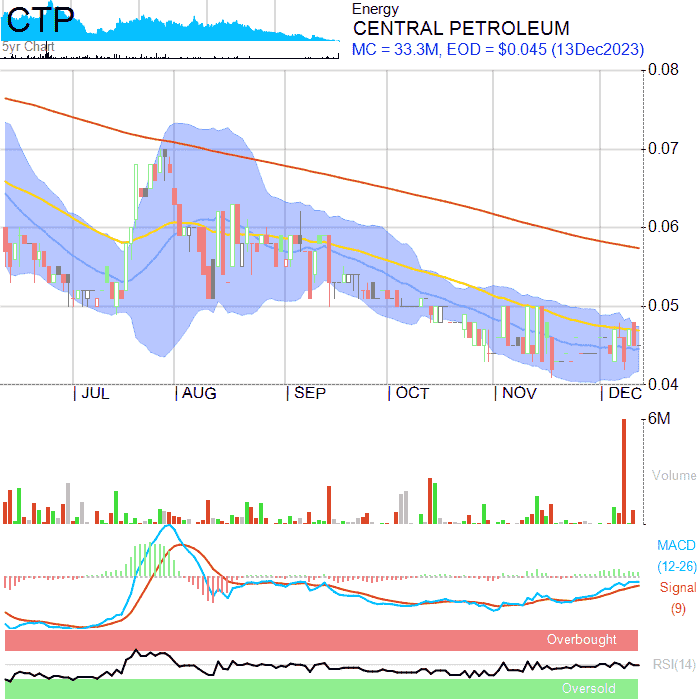 CTP
5yr Chart
Energy
CENTRAL PETROLEUM
MC = 33.3M, EOD = $0.045 (13Dec2023)
0.08
0.07
0.06
0.05
0.04
JUL AUG SEP OCT NOV DEC
6M
Volume
MACD
(12-26)
Signal
(9)
Overbought
RSI(14)
Oversold